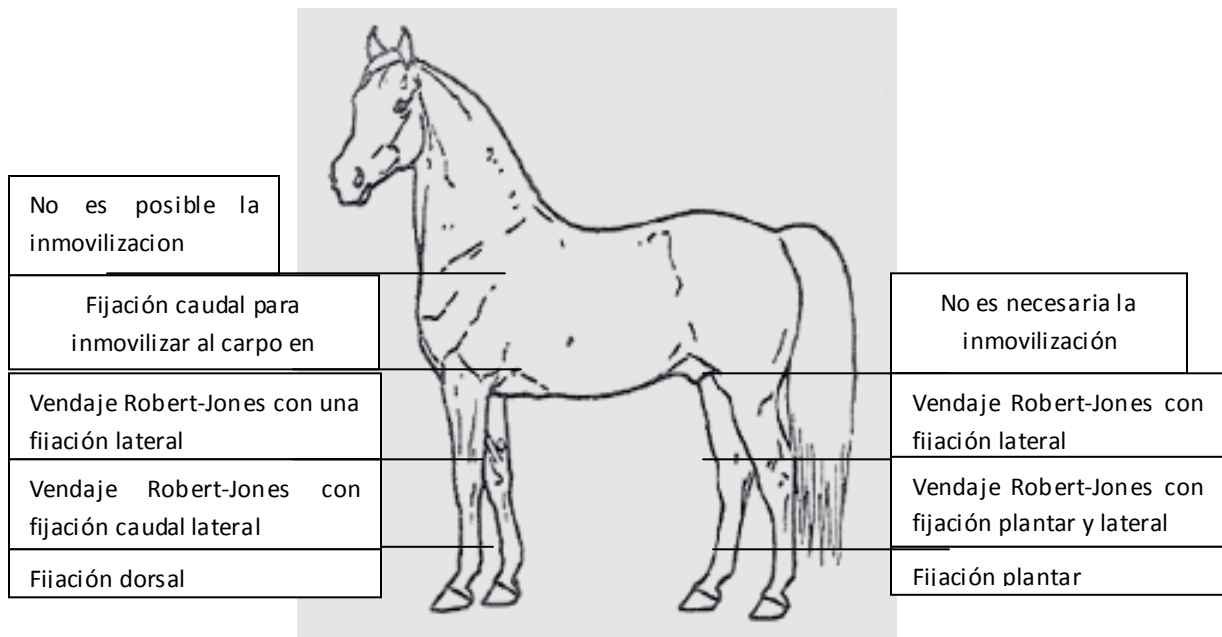 No es posible la
inmovilizacion
Fijación caudal para
inmovilizar al carpo en
Vendaje Robert-Jones con una
fijación lateral
Vendaje Robert-Jones con
fijación caudal lateral
Fijación dorsal
No es necesaria la
inmovilización
Vendaje Robert-Jones con
fijación lateral
Vendaje Robert-Jones con
fijación plantar y lateral
Fijación plantar